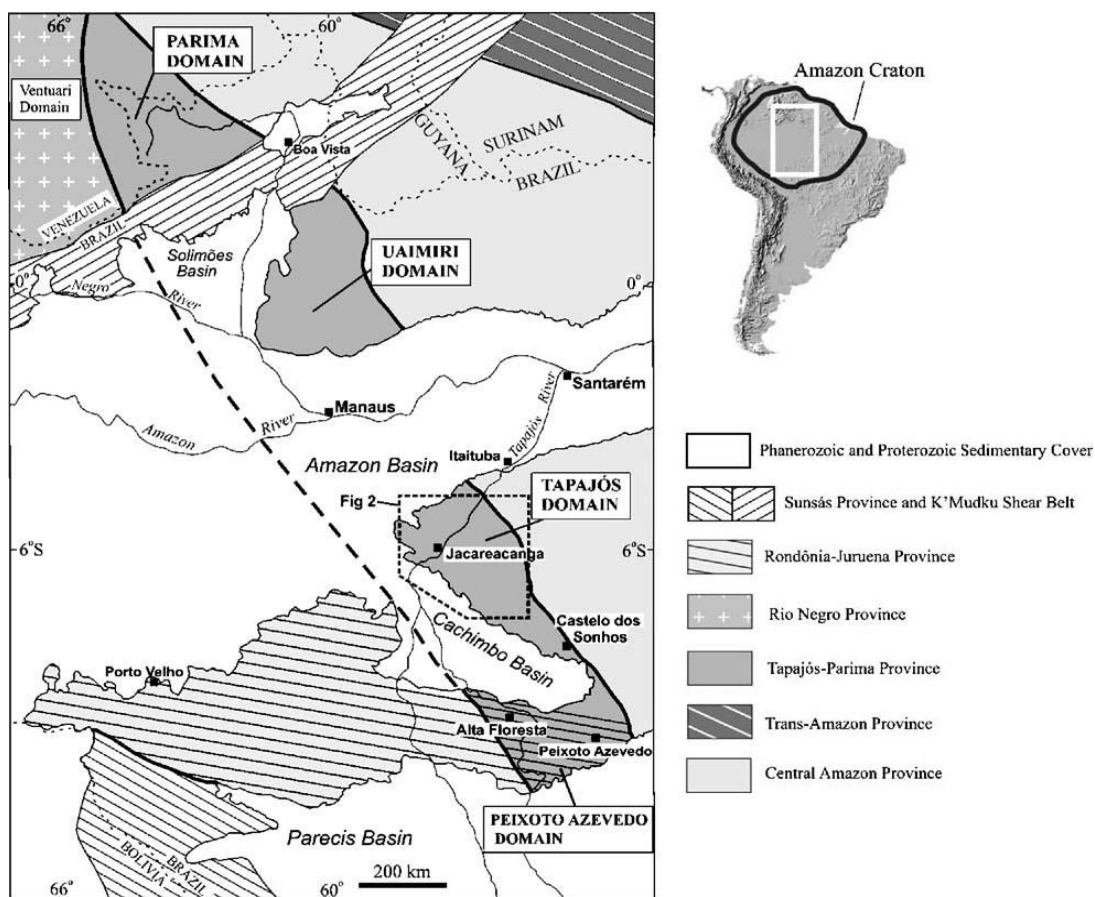 66°
60°
PARIMA
DOMAIN
Ventuari
Domain
Boa Vista
GUYANA
SURINAM
BRAZIL
VENEZUELA
BRAZIL
Solimões
Basin
UAIMIRI
DOMAIN
0°
Negro
River
0°
Santarém
Manaus
Amazon
River
Tapajós
River
Amazon Basin
Itaituba
TAPAJÓS
DOMAIN
Fig 2
6°S
Jacareacanga
6°S
Castelo dos
Sonhos
Cachimbo Basin
Porto Velho
Alta Floresta
Peixoto Azevedo
PEIXOTO AZEVEDO
DOMAIN
Parecis Basin
BRAZIL
BOLIVIA
200 km
66°
60°
Amazon Craton
Phanerozoic and Proterozoic Sedimentary Cover
Sunsás Province and K'Mudku Shear Belt
Rondônia-Juruena Province
Rio Negro Province
Tapajós-Parima Province
Trans-Amazon Province
Central Amazon Province